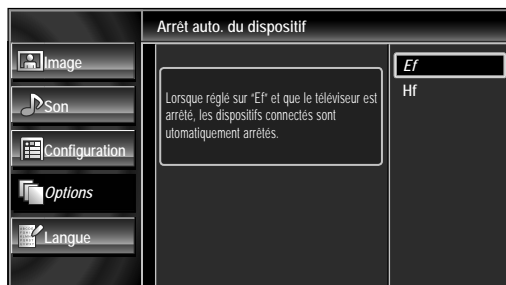 Arrêt auto. du dispositif
Image
Son
Configuration
Options
Langue
Lorsque réglé sur "Ef" et que le téléviseur est
arrêté, les dispositifs connectés sont
utomatiquement arrêtés.
Ef
Hf